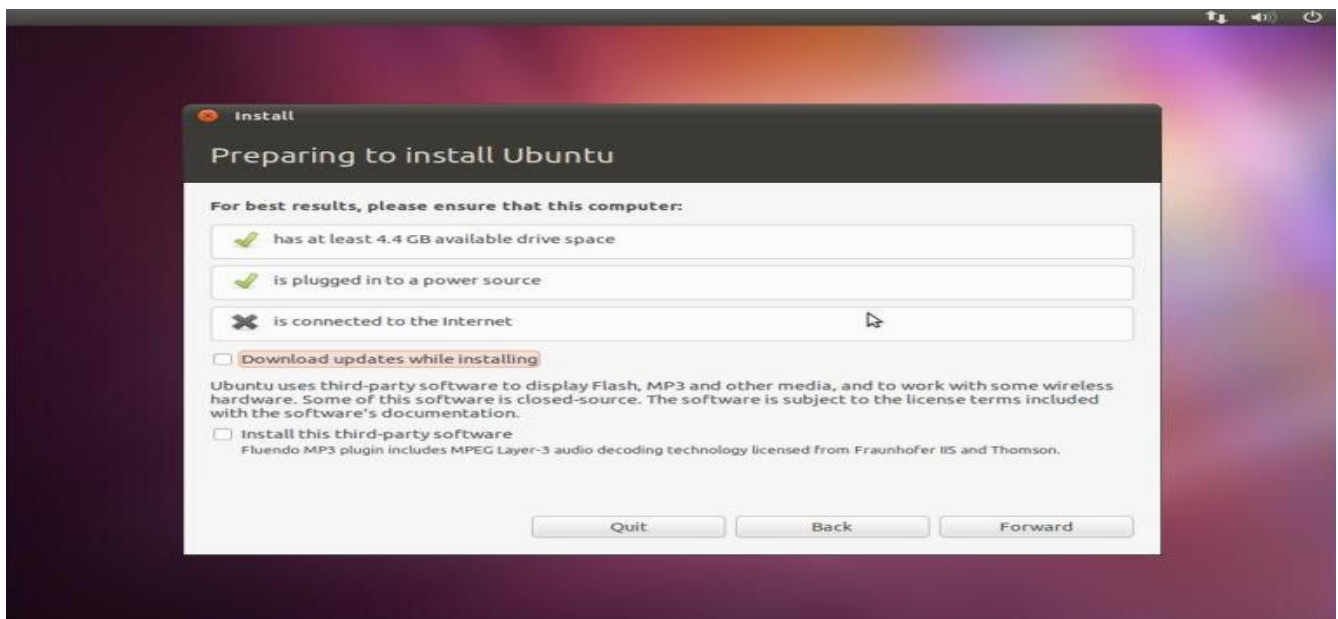 Install
Preparing to install Ubuntu
For best results, please ensure that this computer:
has at least 4.4 GB available drive space
is plugged in to a power source
is connected to the Internet
Download updates while installing
Ubuntu uses third-party software to display Flash, MP3 and other media, and to work with some wireless
hardware. Some of this software is closed-source. The software is subject to the license terms included
with the software's documentation.
Install this third-party software
Fluendo MP3 plugin includes MPEG Layer-3 audio decoding technology licensed from Fraunhofer IIS and Thomson.
Quit Back Forward